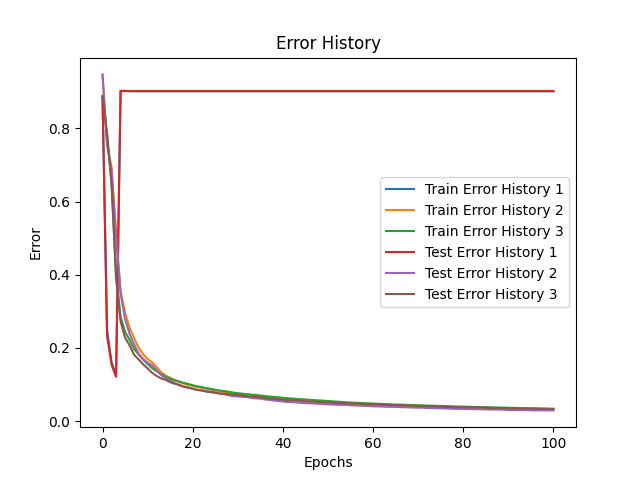 Error History
Error
0.8
0.6
0.4
0.2
0.0
Train Error History 1
Train Error History 2
Train Error History 3
Test Error History 1
Test Error History 2
Test Error History 3
0 20 40 60 80 100
Epochs